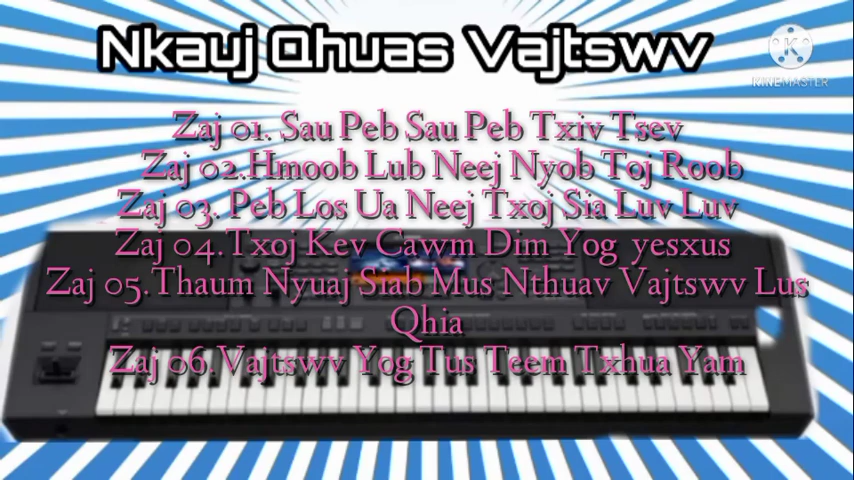 Nkauj Qhuas Vajtswv
KINEMASTER
Zaj 01. Sau Peb Sau Peb Txiv Tsev
Zaj 02.Hmoob Lub Neej Nyob Toj Roob
Zaj 03. Peb Los Ua Neej Txoj Sia Luv Luv
Zaj 04.Txoj Kev Cawm Dim Yog yesxus
Zaj 05.Thaum Nyuaj Siab Mus Nthuav Vajtswv Lus
Qhia
Zaj 06.Vajtswv Yog Tus Teem Txhua Yam